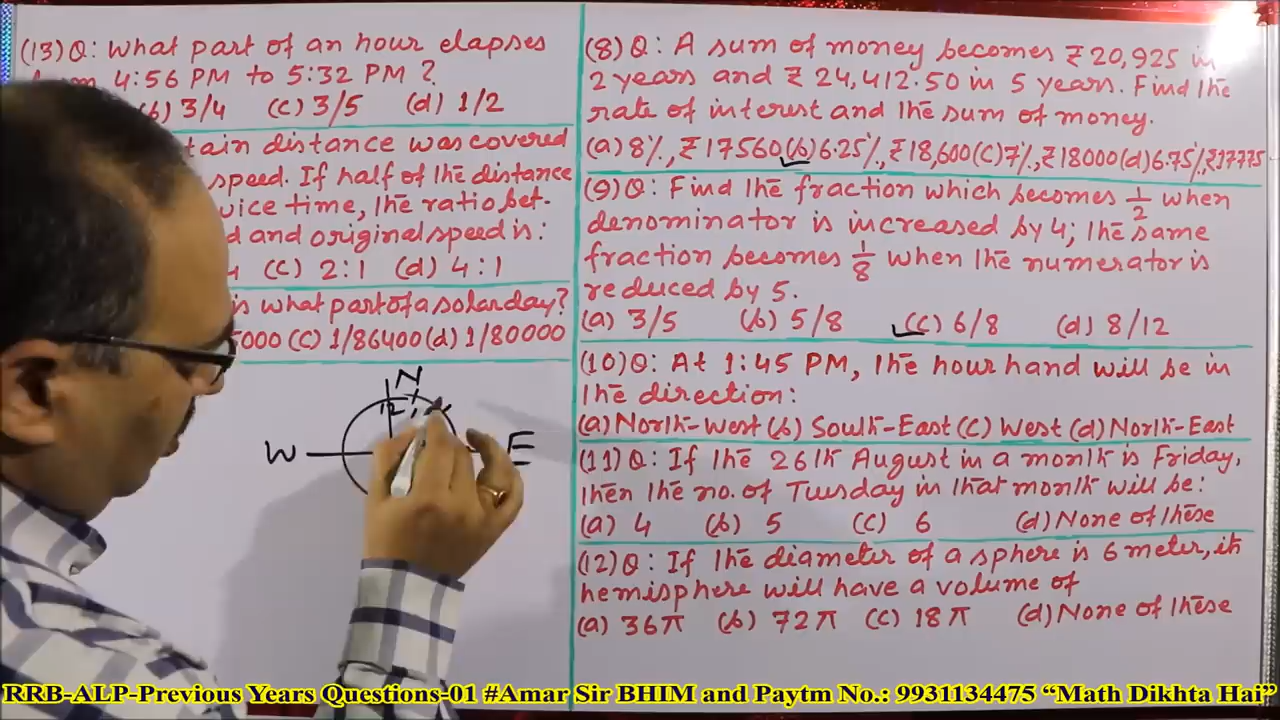 (13) Q: What part of an hour elapses
4:56 PM to 5:32 PM ?
(b) 3/4 (c) 3/5 (d) 1/2
distance was covered
speed. If half of the distance
time, the ratio bet-
and original speed is:
(c) 2:1 (d) 4:1
is what part of a solar day?
(c) 1/86400 (d) 1/80000
N
12
W
E
(8) Q: A sum of money becomes ₹20,925 in
2 years and ₹ 24,412.50 in 5 years. Find the
rate of interest and the sum of money.
(a) 8%, ₹17560 (b) 6.25%, ₹18,600 (c) 7%, ₹18000 (d) 6.75%, ₹17775
(9) Q: Find the fraction which becomes 1/2 when
denominator is increased by 4; the same
fraction becomes 1/8 when the numerator is
reduced by 5.
(a) 3/5 (b) 5/8 (c) 6/8 (d) 8/12
(10) Q: At 1:45 PM, the hour hand will be in
the direction:
(a) North-West (b) South-East (c) West (d) North-East
(11) Q: If the 26th August in a month is Friday,
then the no. of Tuesday in that month will be:
(a) 4 (b) 5 (c) 6 (d) None of these
(12) Q: If the diameter of a sphere is 6 meter, its
hemisphere will have a volume of
(a) 36π (b) 72π (c) 18π (d) None of these
RRB-ALP-Previous Years Questions-01 #Amar Sir BHIM and Paytm No.: 9931134475 “Math Dikhta Hai”